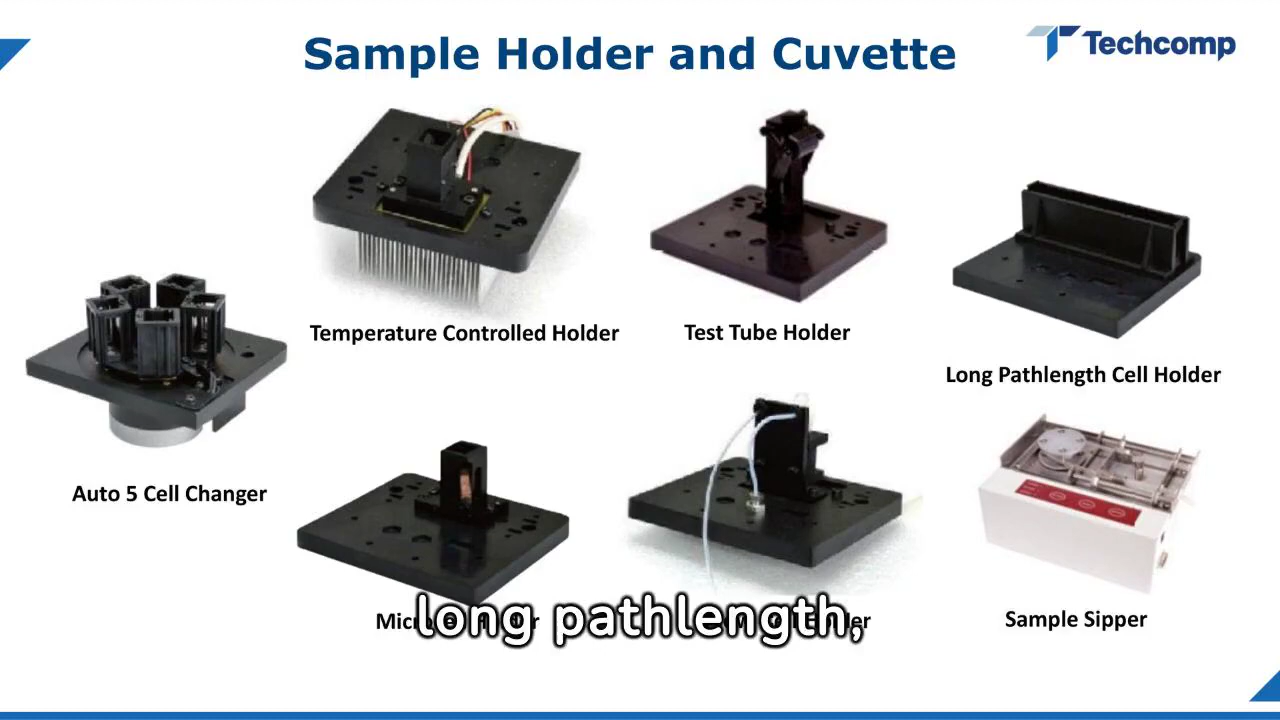 Sample Holder and Cuvette
Techcomp
Temperature Controlled Holder
Test Tube Holder
Long Pathlength Cell Holder
Auto 5 Cell Changer
long pathlength,
Sample Sipper